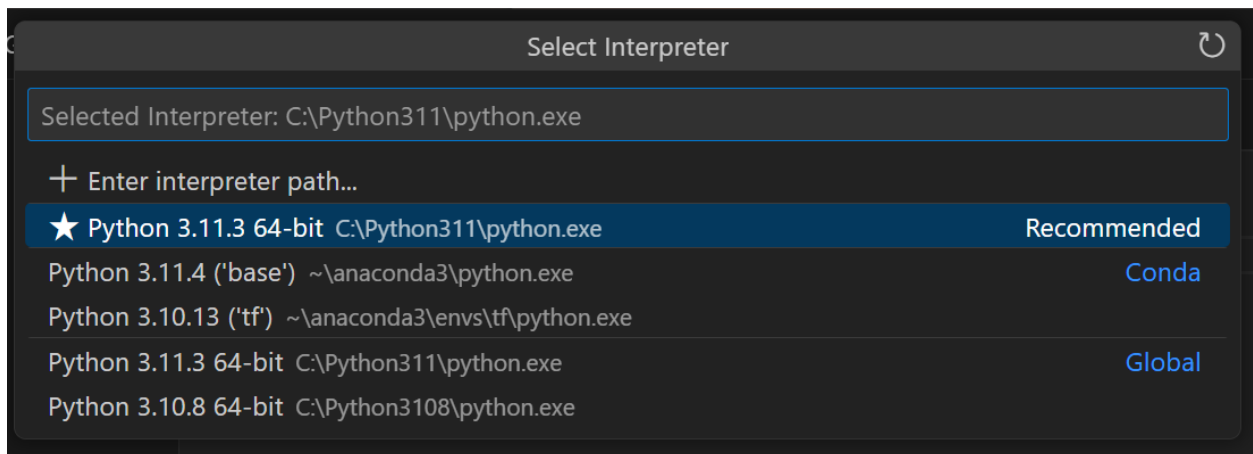 Select Interpreter
Selected Interpreter: C:\Python311\python.exe
Enter interpreter path...
Python 3.11.3 64-bit C:\Python311\python.exe Recommended
Python 3.11.4 ('base') ~\anaconda3\python.exe Conda
Python 3.10.13 ('tf') ~\anaconda3\envs\tf\python.exe
Python 3.11.3 64-bit C:\Python311\python.exe Global
Python 3.10.8 64-bit C:\Python3108\python.exe